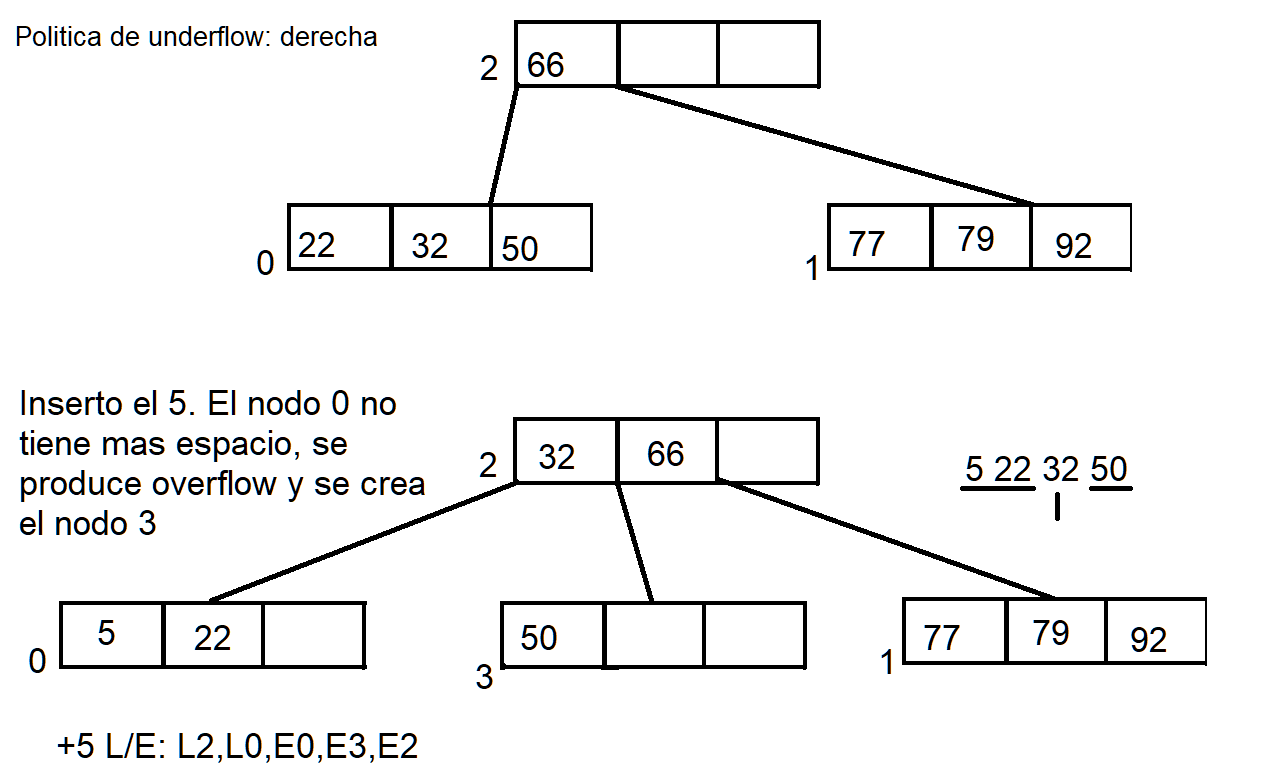 Politica de underflow: derecha
2 66
0 22 32 50
1 77 79 92
Inserto el 5. El nodo 0 no
tiene mas espacio, se
produce overflow y se crea
el nodo 3
2 32 66
5 22 32 50
0 5 22
3 50
1 77 79 92
+5 L/E: L2,L0,E0,E3,E2